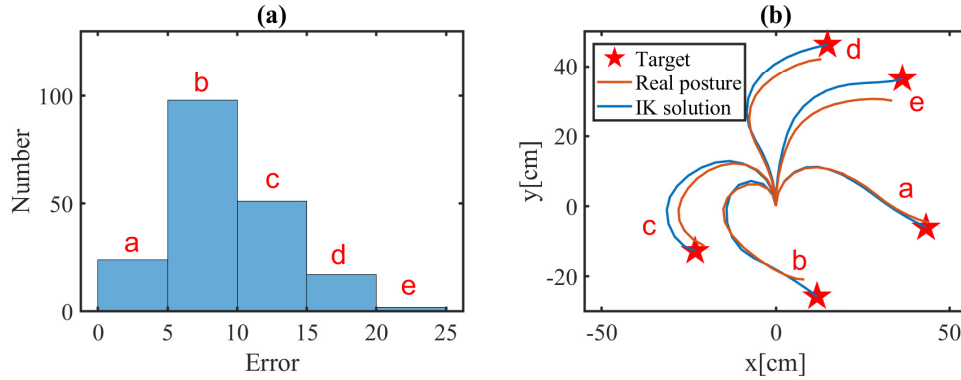 (a)
Number
100
50
0
a
b
c
d
e
0 5 10 15 20 25
Error
(b)
y[cm]
40
20
0
-20
Target
Real posture
IK solution
d
e
a
c
b
-50 0 50
x[cm]